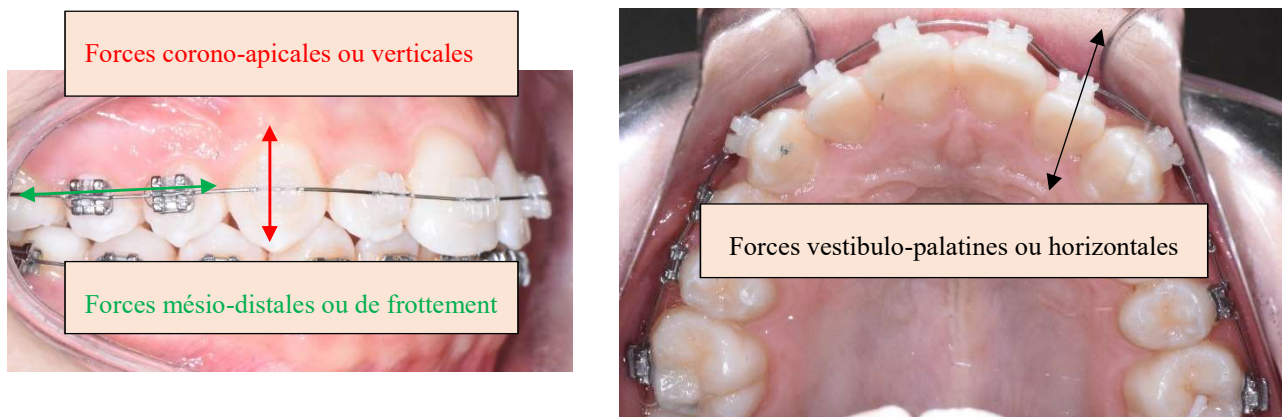 Forces corono-apicales ou verticales
Forces mésio-distales ou de frottement
Forces vestibulo-palatines ou horizontales